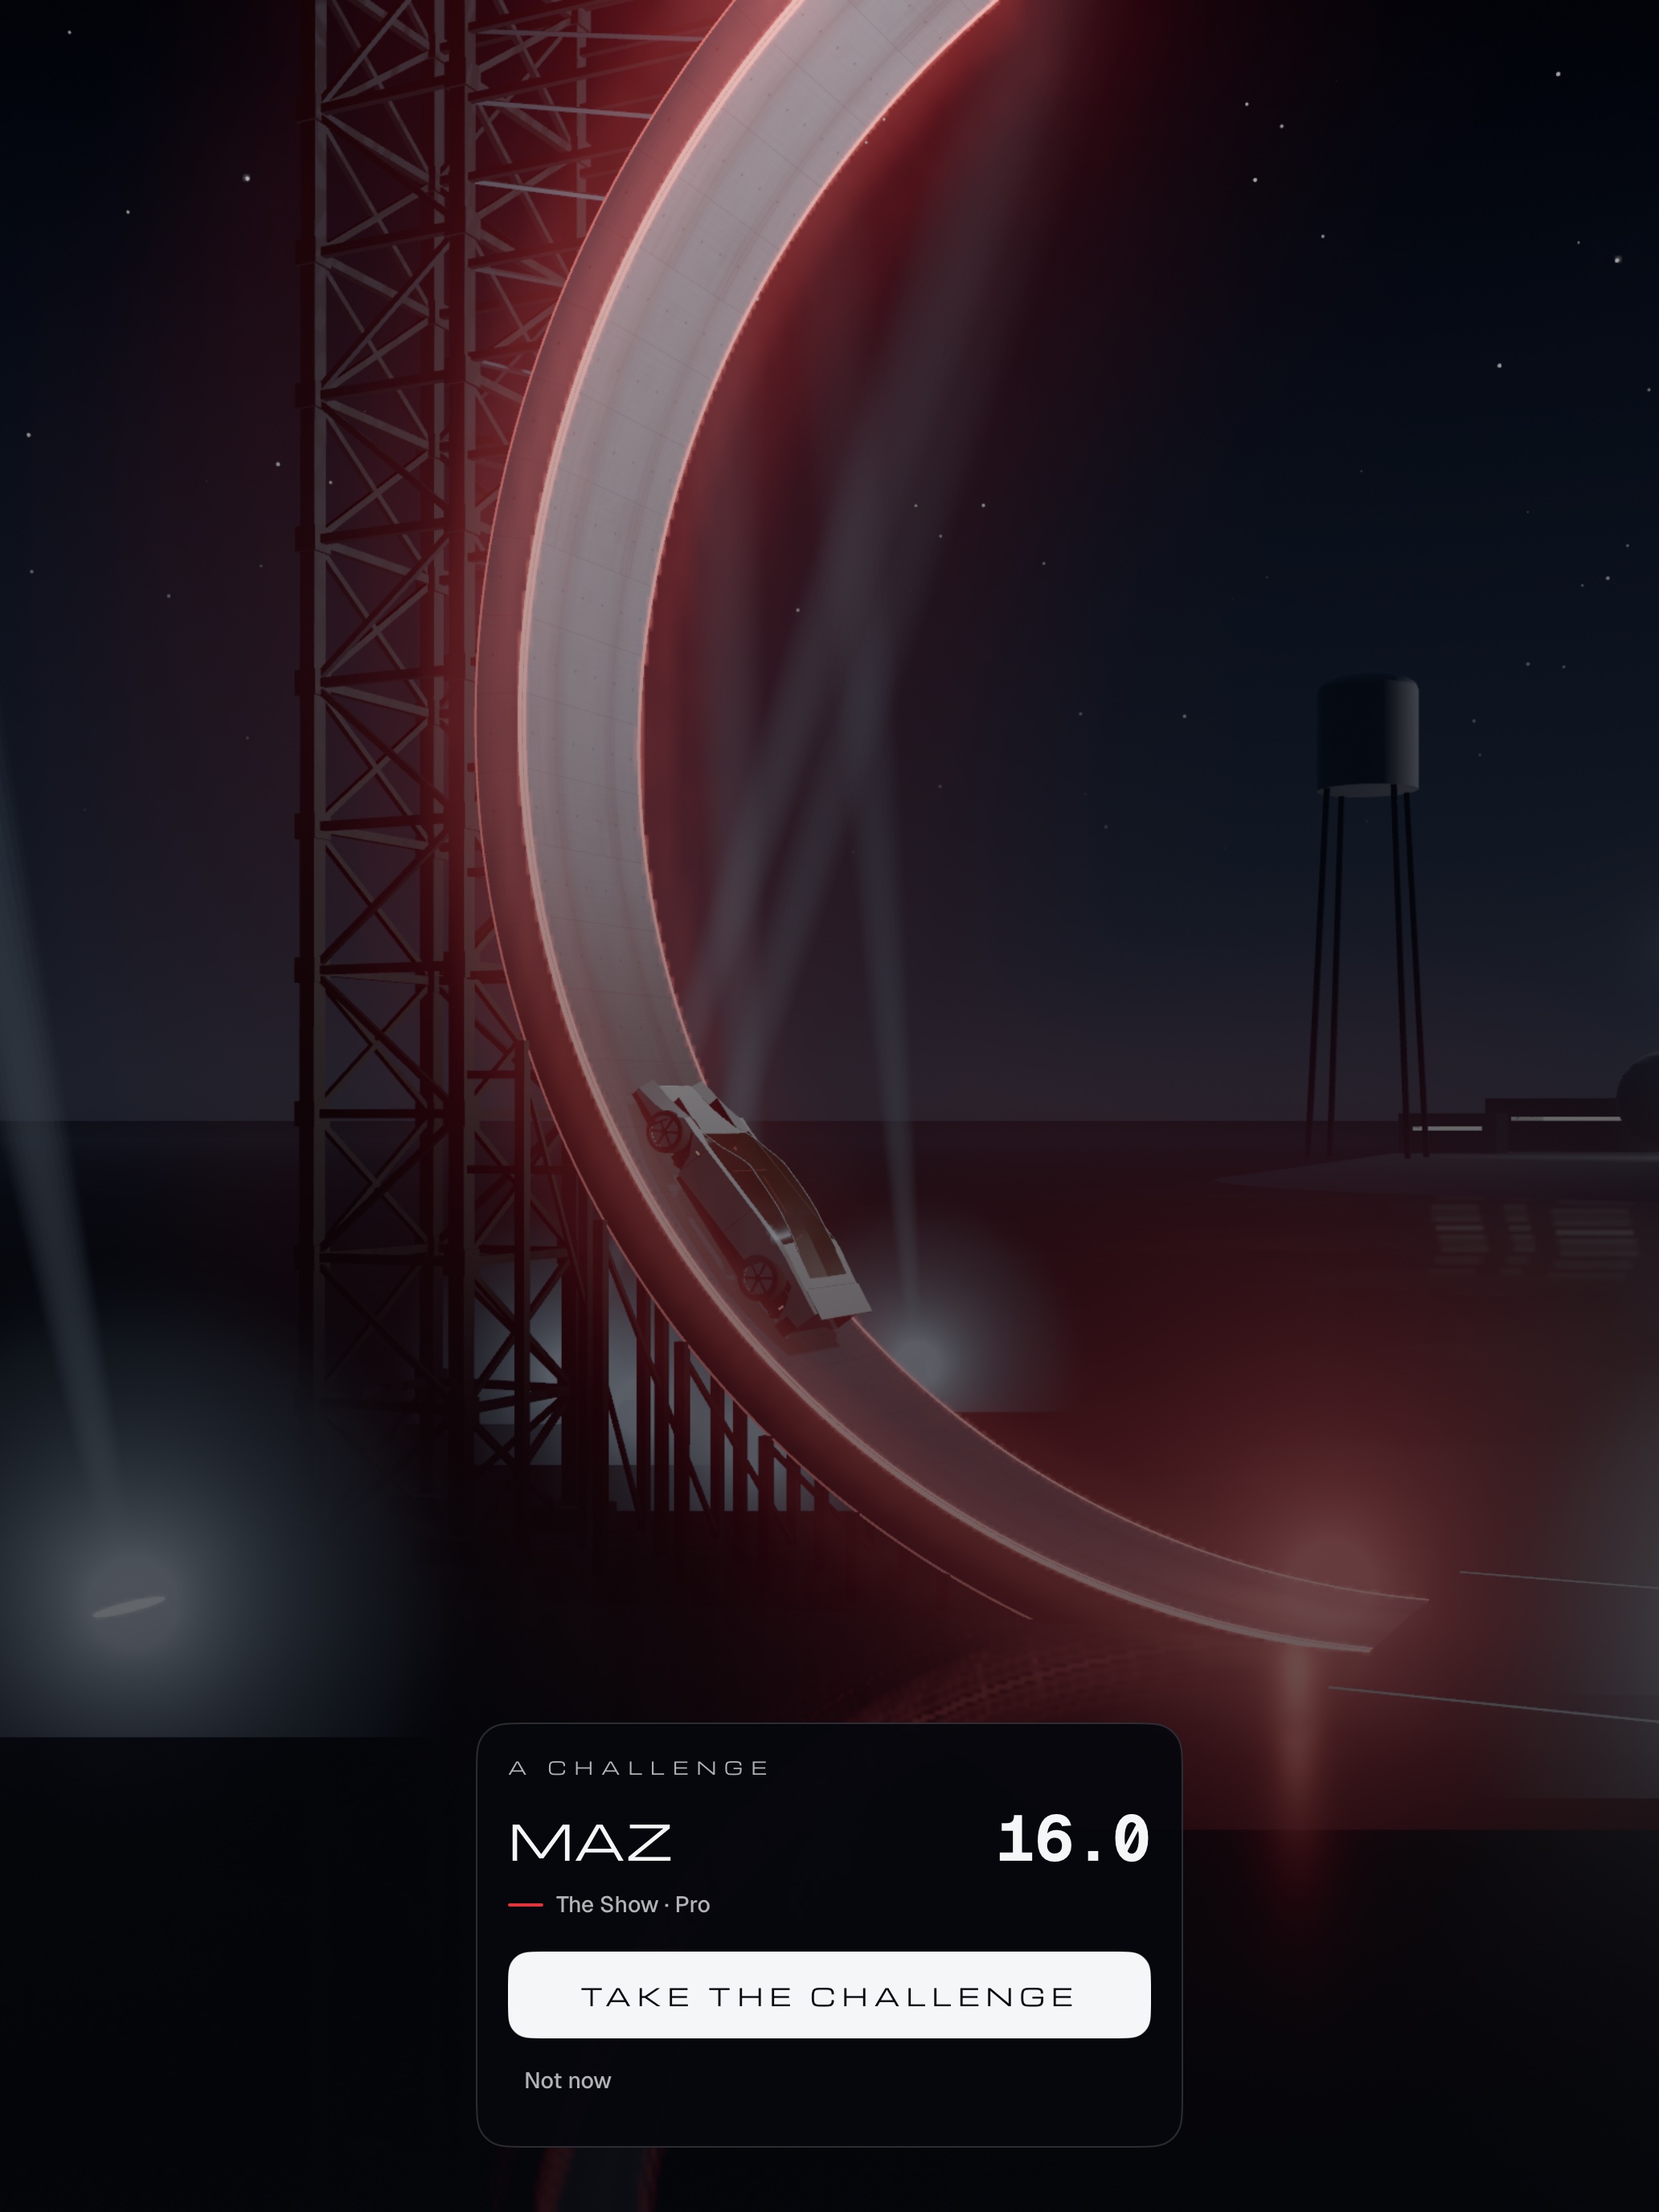 A CHALLENGE
MAZ 16.0
The Show · Pro
TAKE THE CHALLENGE
Not now